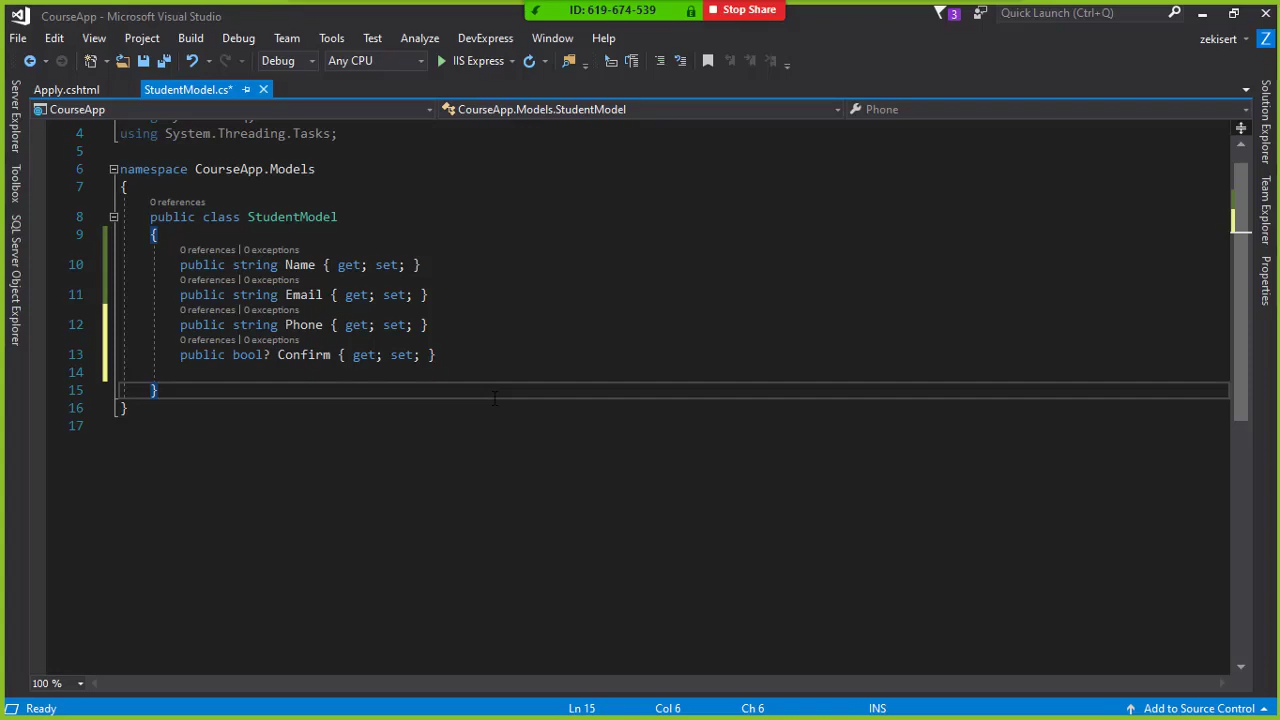 CourseApp - Microsoft Visual Studio
ID: 619-674-539
Stop Share
3
Quick Launch (Ctrl+Q)
File Edit View Project Build Debug Team Tools Test Analyze DevExpress Window Help
zekisert
Z
Debug Any CPU IIS Express
Apply.cshtml StudentModel.cs*
CourseApp CourseApp.Models.StudentModel Phone
Server Explorer
Toolbox
SQL Server Object Explorer
4 using System.Threading.Tasks;
5
6 namespace CourseApp.Models
7 {
0 references
8 public class StudentModel
9 {
0 references | 0 exceptions
10 public string Name { get; set; }
0 references | 0 exceptions
11 public string Email { get; set; }
0 references | 0 exceptions
12 public string Phone { get; set; }
0 references | 0 exceptions
13 public bool? Confirm { get; set; }
14
15 }
16 }
17
Solution Explorer
Team Explorer
Properties
100 %
Ready Ln 15 Col 6 Ch 6 INS Add to Source Control